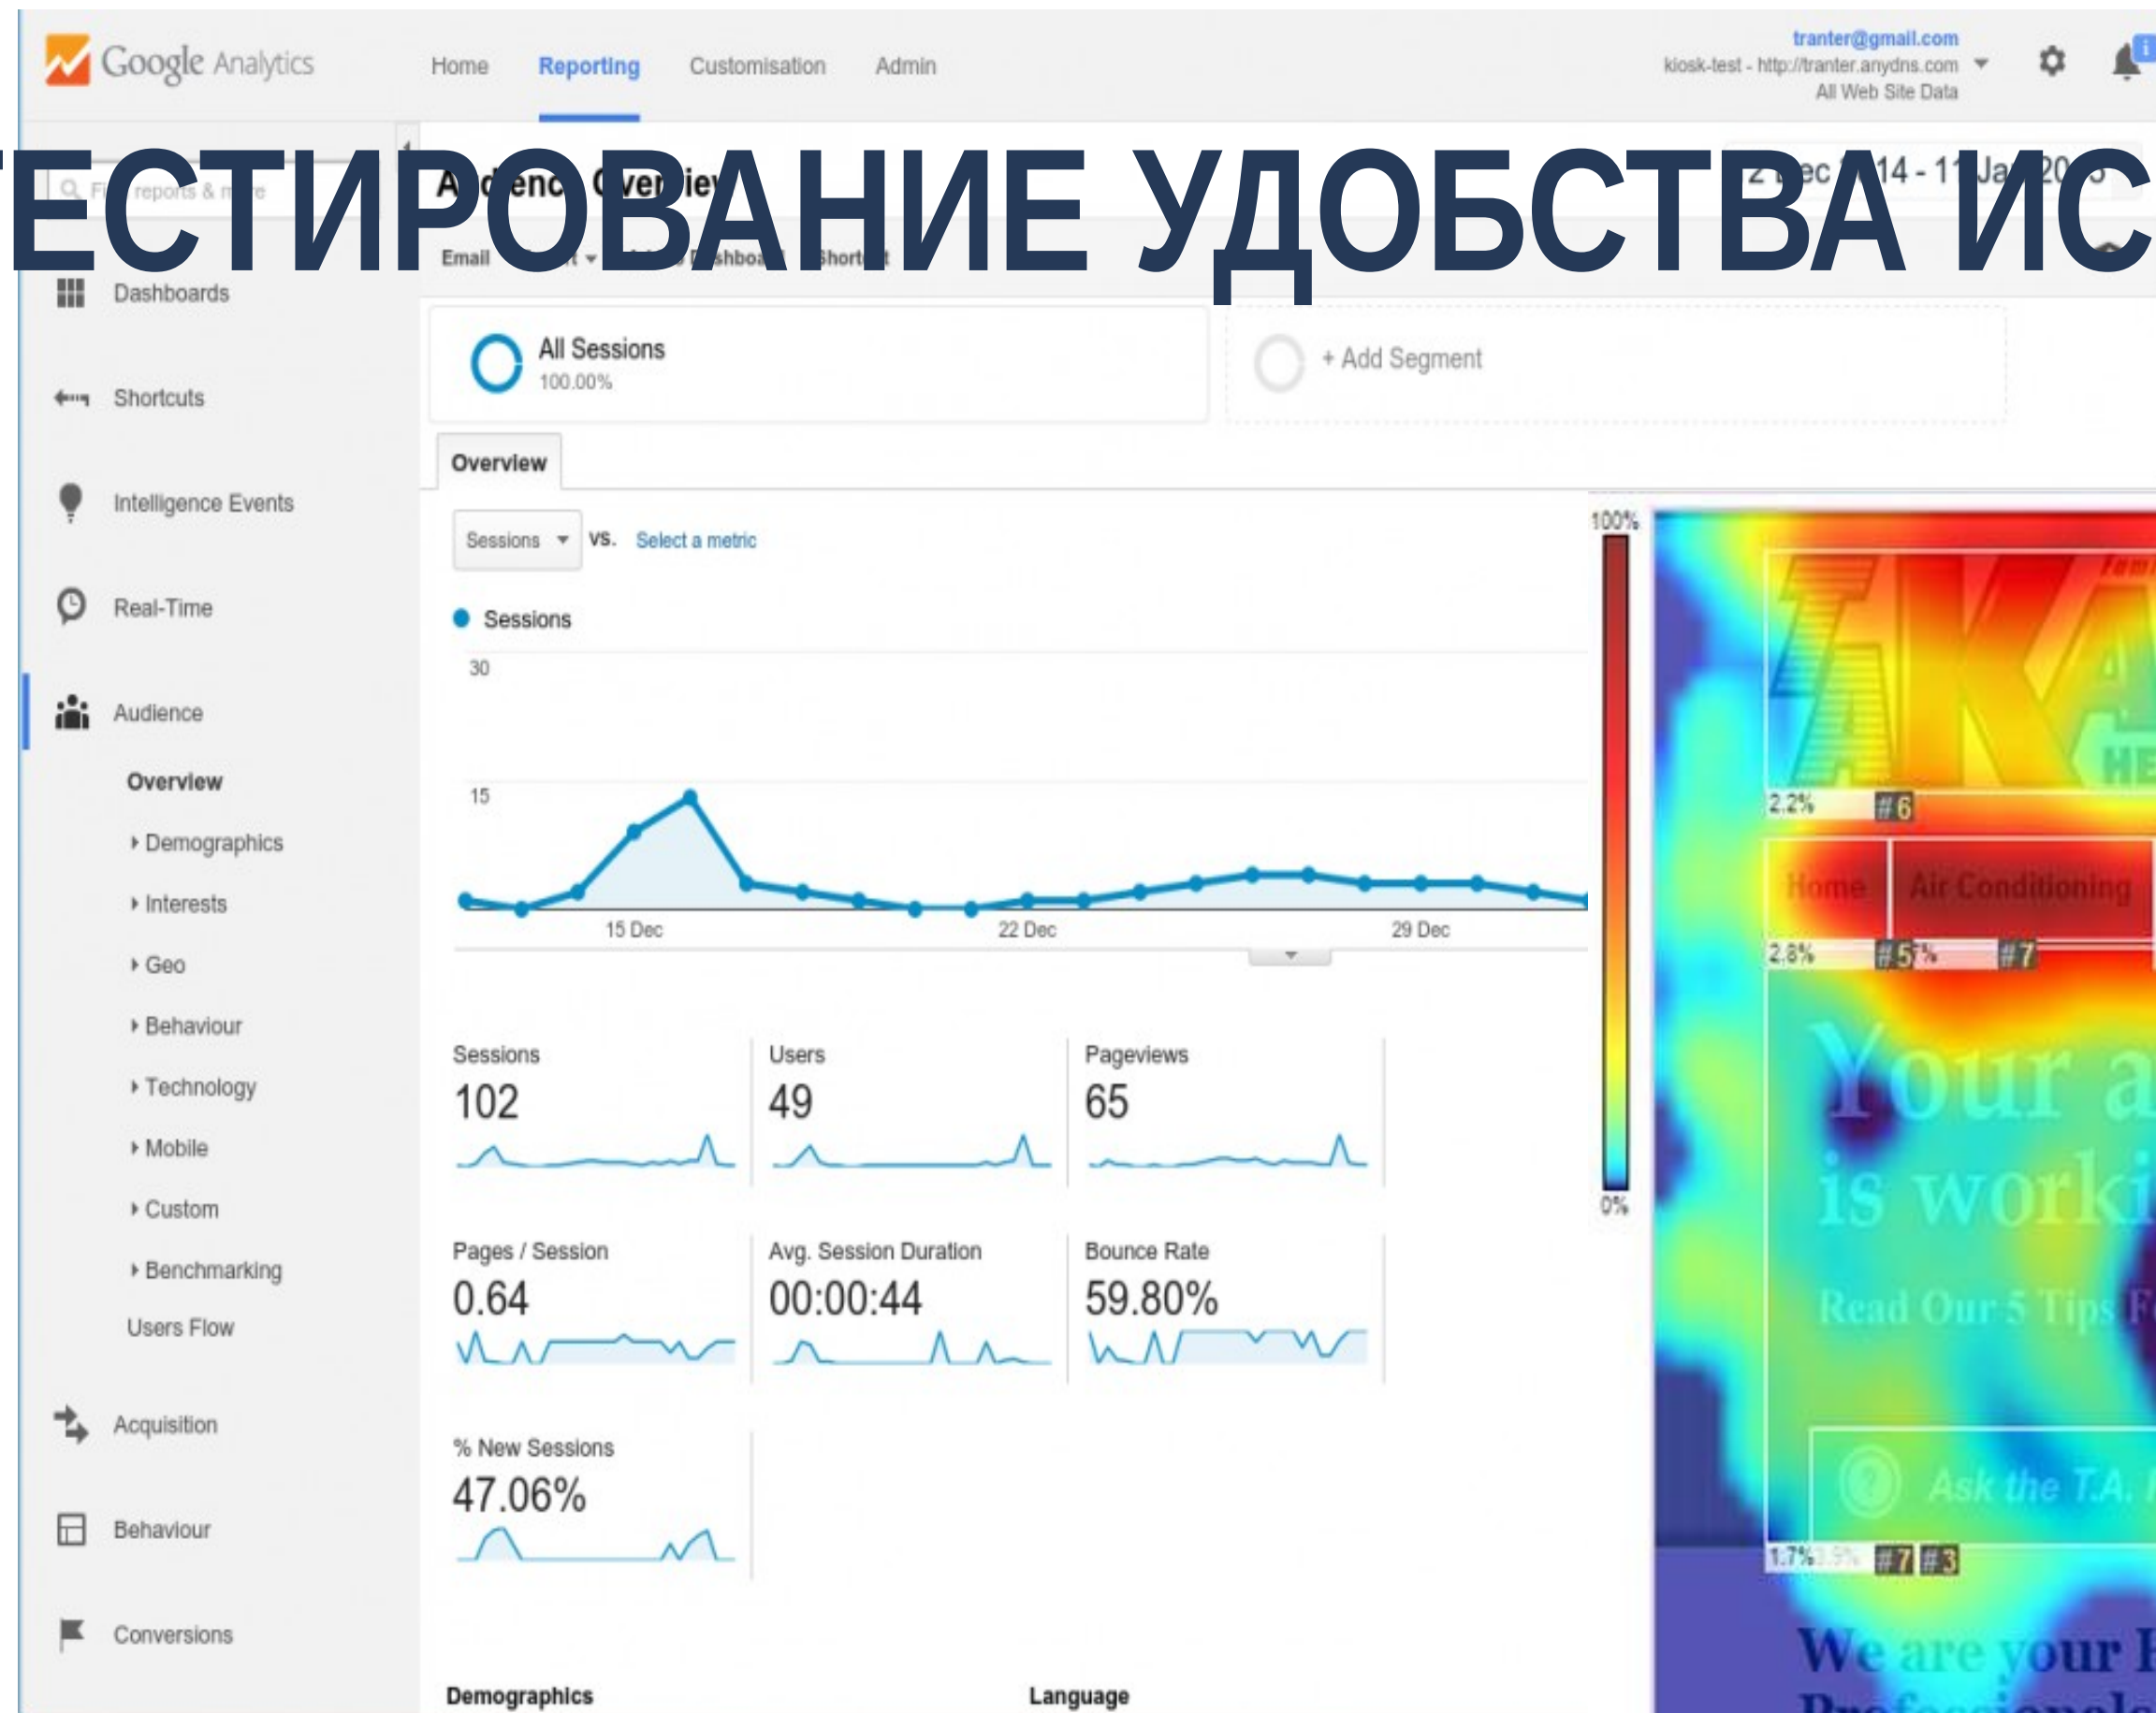 Google Analytics
Home Reporting Customisation Admin
tranter@gmail.com
kiosk-test - http://tranter.anydns.com
All Web Site Data
ЕСТИРОВАНИЕ УДОБСТВА ИС
reports &
Audience Overview
Email
Dashboards
Shortcuts
Intelligence Events
Real-Time
Audience
Overview
Demographics
Interests
Geo
Behaviour
Technology
Mobile
Custom
Benchmarking
Users Flow
Acquisition
Behaviour
Conversions
All Sessions
100.00%
+ Add Segment
Overview
Sessions VS. Select a metric
Sessions
30
15
15 Dec 22 Dec 29 Dec
Sessions
102
Users
49
Pageviews
65
Pages / Session
0.64
Avg. Session Duration
00:00:44
Bounce Rate
59.80%
% New Sessions
47.06%
Demographics
Language
100%
0%
2.2% #6
Home Air Conditioning
2.8% #5 7% #7
Your a
is worki
Read Our 5 Tips
Ask the T.A.
1.7% 3.9% #7 #3
We are your